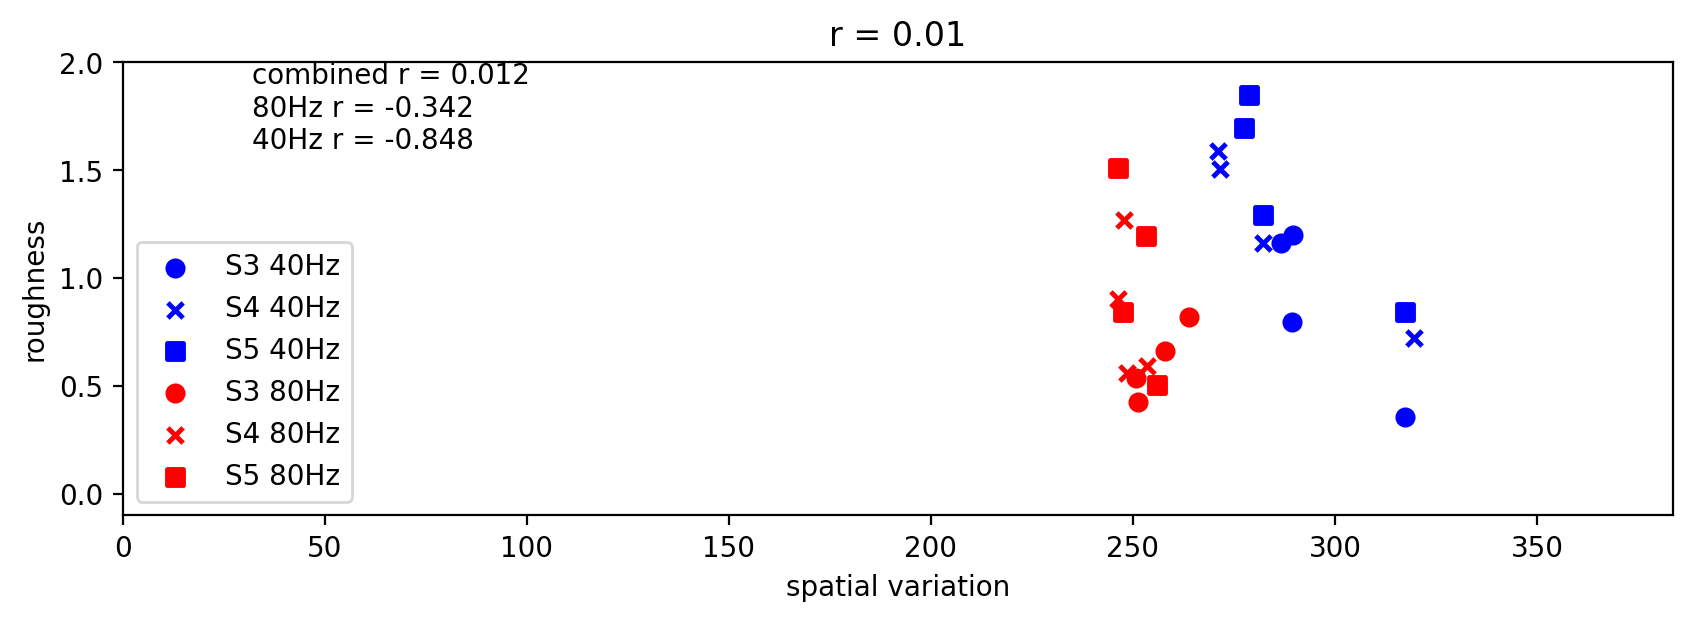 r = 0.01
combined r = 0.012
80Hz r = -0.342
40Hz r = -0.848
2.0
1.5
1.0
0.5
0.0
roughness
S3 40Hz
S4 40Hz
S5 40Hz
S3 80Hz
S4 80Hz
S5 80Hz
0 50 100 150 200 250 300 350
spatial variation